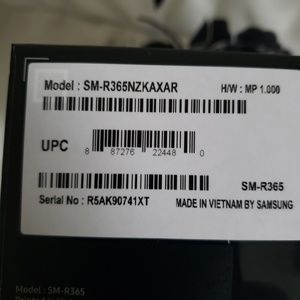 Model : SM-R365NZKAXAR H/W : MP 1.000
UPC
8 87276 22448 0
SM-R365
Serial No : R5AK90741XT MADE IN VIETNAM BY SAMSUNG
Model : SM-R365